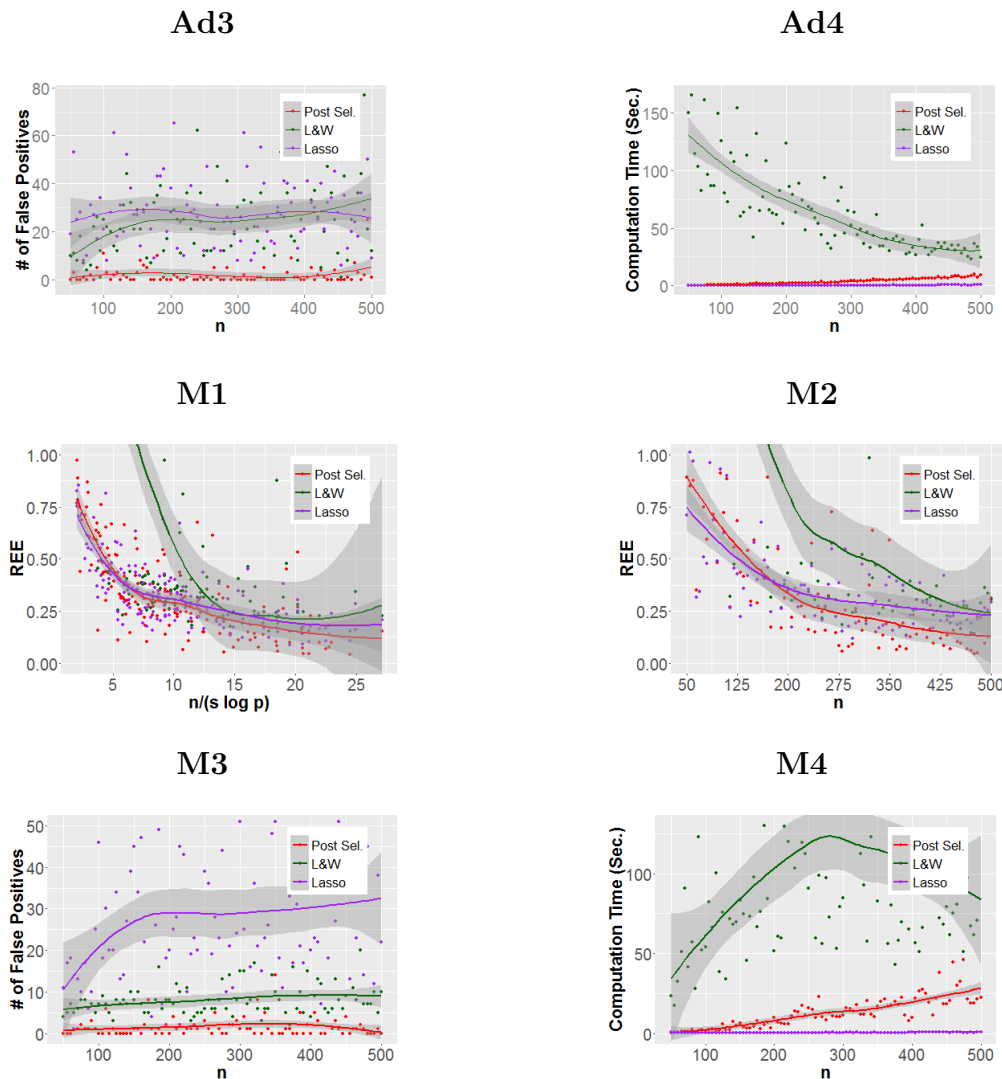 Ad3
# of False Positives
80
60
40
20
0
100
200
300
400
500
n
Post Sel.
L&W
Lasso
Ad4
Computation Time (Sec.)
150
100
50
0
100
200
300
400
500
n
Post Sel.
L&W
Lasso
M1
REE
1.00
0.75
0.50
0.25
0.00
5
10
15
20
25
n/(s log p)
Post Sel.
L&W
Lasso
M2
REE
1.00
0.75
0.50
0.25
0.00
50
125
200
275
350
425
500
n
Post Sel.
L&W
Lasso
M3
# of False Positives
50
40
30
20
10
0
100
200
300
400
500
n
Post Sel.
L&W
Lasso
M4
Computation Time (Sec.)
100
50
0
100
200
300
400
500
n
Post Sel.
L&W
Lasso